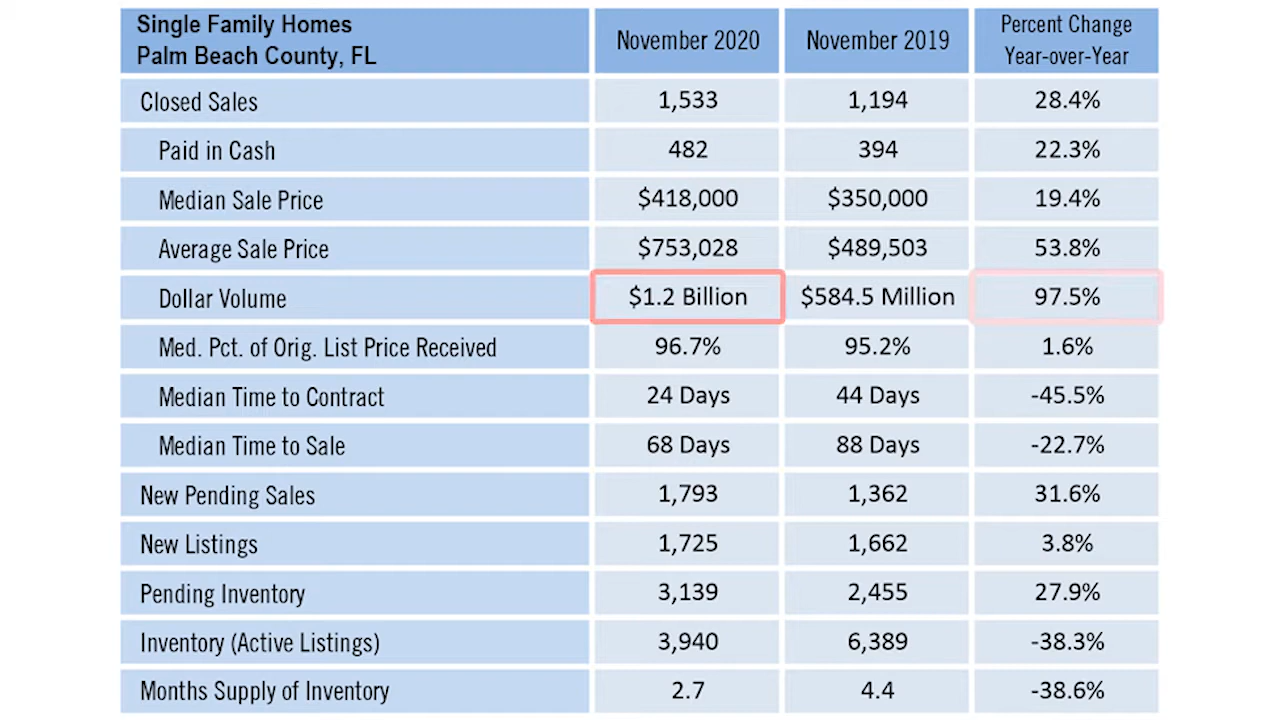 Single Family Homes
Palm Beach County, FL
November 2020
November 2019
Percent Change
Year-over-Year
Closed Sales 1,533 1,194 28.4%
Paid in Cash 482 394 22.3%
Median Sale Price $418,000 $350,000 19.4%
Average Sale Price $753,028 $489,503 53.8%
Dollar Volume $1.2 Billion $584.5 Million 97.5%
Med. Pct. of Orig. List Price Received 96.7% 95.2% 1.6%
Median Time to Contract 24 Days 44 Days -45.5%
Median Time to Sale 68 Days 88 Days -22.7%
New Pending Sales 1,793 1,362 31.6%
New Listings 1,725 1,662 3.8%
Pending Inventory 3,139 2,455 27.9%
Inventory (Active Listings) 3,940 6,389 -38.3%
Months Supply of Inventory 2.7 4.4 -38.6%